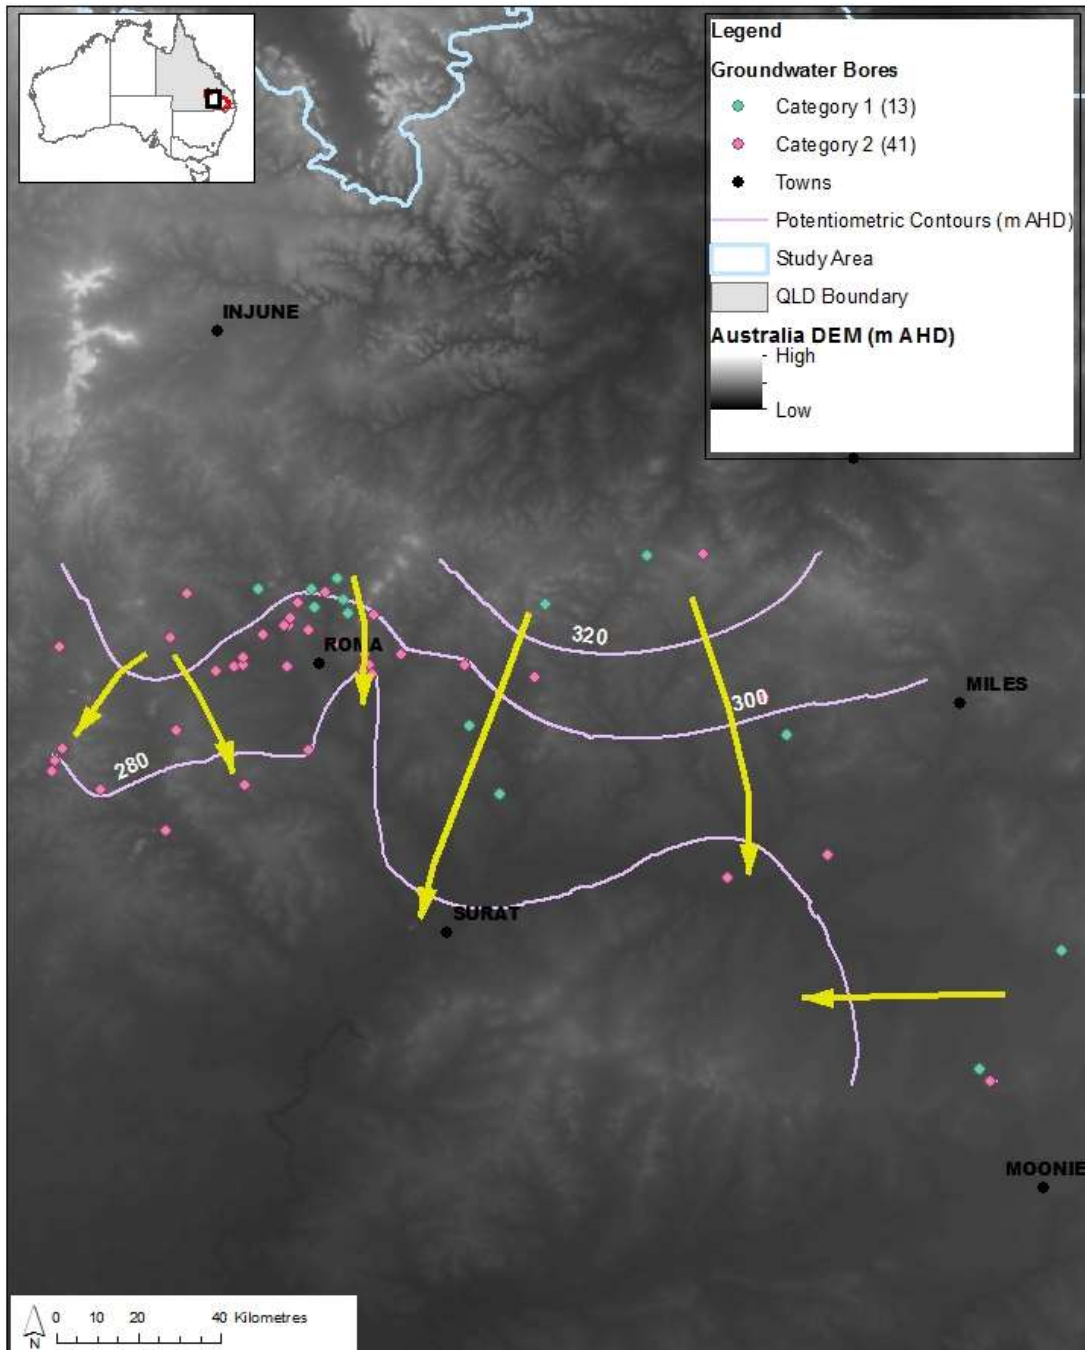 Legend
Groundwater Bores
Category 1 (13)
Category 2 (41)
Towns
Potentiometric Contours (m AHD)
Study Area
QLD Boundary
Australia DEM (m AHD)
High
Low
INJUNE
320
ROMA
MILES
300
280
SURAT
MOONIE
N
0 10 20 40 Kilometres